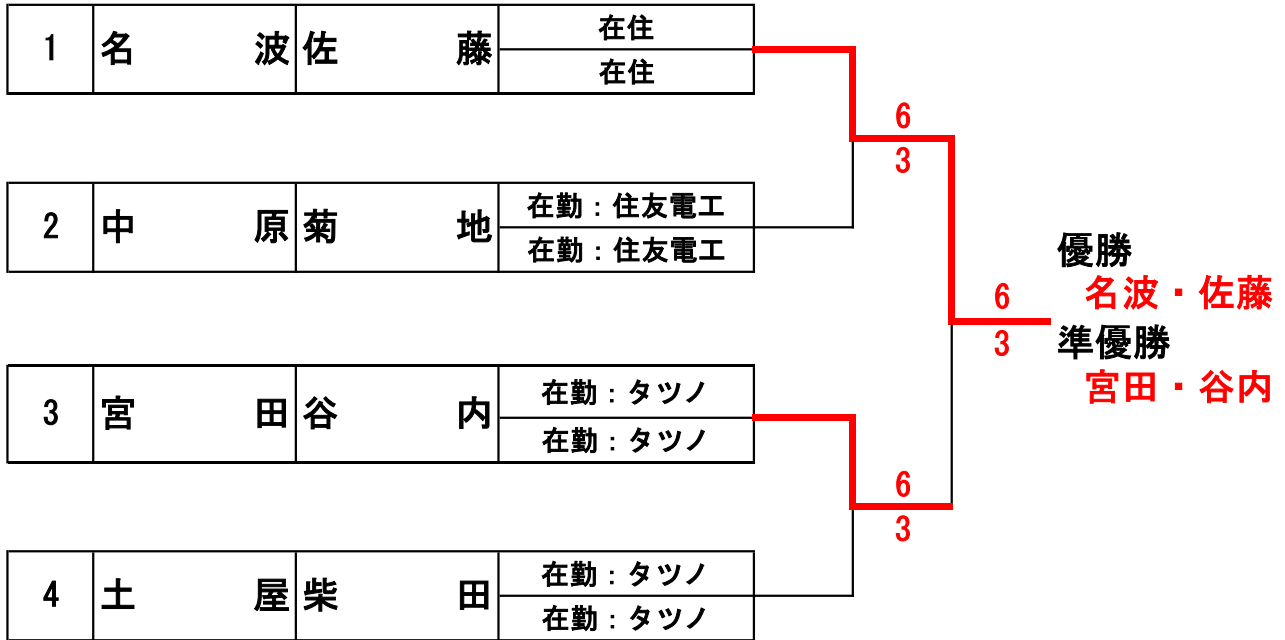 1 名波 佐藤 在住
在住
6
3
2 中原 菊地 在勤：住友電工
在勤：住友電工
優勝
名波・佐藤
6
3
準優勝
宮田・谷内
3 宮田 谷内 在勤：タツノ
在勤：タツノ
6
3
4 土屋 柴田 在勤：タツノ
在勤：タツノ